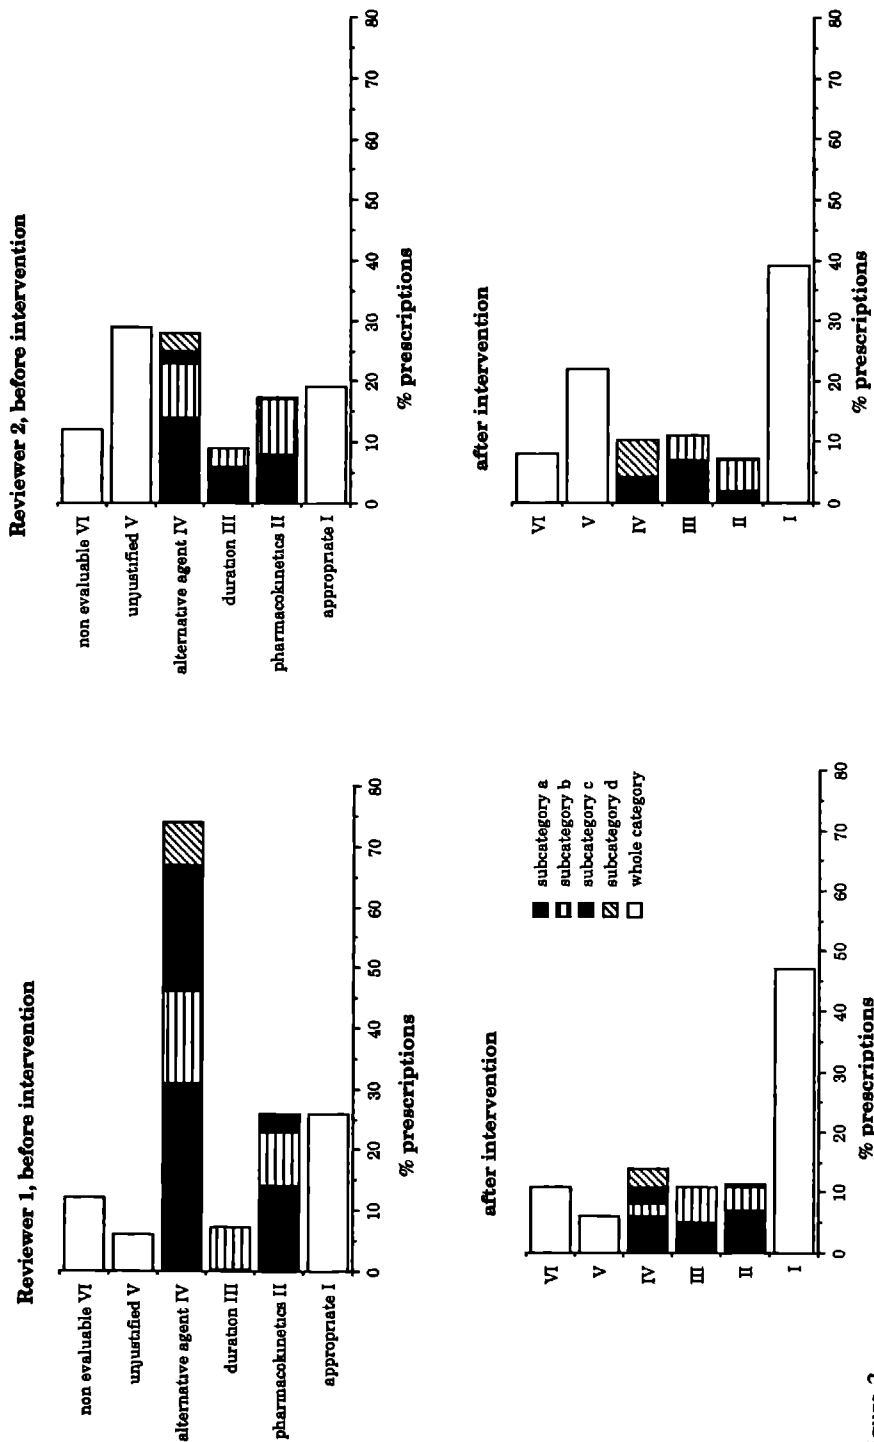 Reviewer 1, before intervention
non evaluable VI
unjustified V
alternative agent IV
duration III
pharmacokinetics II
appropriate I
0 10 20 30 40 50 60 70 80
% prescriptions
Reviewer 2, before intervention
non evaluable VI
unjustified V
alternative agent IV
duration III
pharmacokinetics II
appropriate I
0 10 20 30 40 50 60 70 80
% prescriptions
after intervention
VI
V
IV
III
II
I
0 10 20 30 40 50 60 70 80
% prescriptions
subcategory a
subcategory b
subcategory c
subcategory d
whole category
after intervention
VI
V
IV
III
II
I
0 10 20 30 40 50 60 70 80
% prescriptions